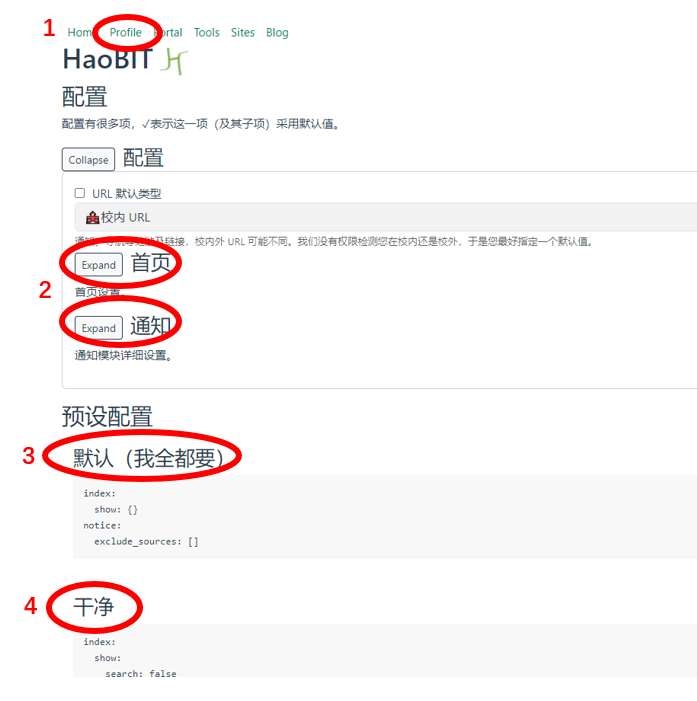 1 Home Profile Portal Tools Sites Blog
HaoBIT
配置
配置有很多项，✓表示这一项（及其子项）采用默认值。
Collapse 配置
URL 默认类型
校内 URL
通知、导航等处涉及链接，校内外 URL 可能不同。我们没有权限检测您在校内还是校外，于是您最好指定一个默认值。
Expand 首页
2
首页设置。
Expand 通知
通知模块详细设置。
预设配置
3 默认（我全都要）
index:
show: {}
notice:
exclude_sources: []
4 干净
index:
show:
search: false